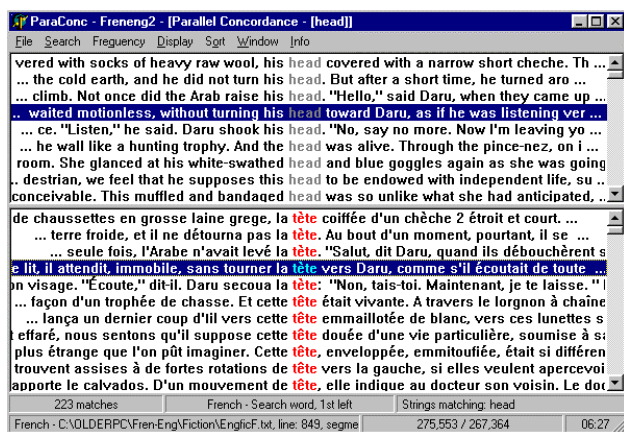 ParaConc - Freneng2 - [Parallel Concordance - [head]]
File Search Frequency Display Sort Window Info
vered with socks of heavy raw wool, his head covered with a narrow short cheche. Th ...
... the cold earth, and he did not turn his head. But after a short time, he turned aro ...
... climb. Not once did the Arab raise his head. "Hello," said Daru, when they came up ...
... waited motionless, without turning his head toward Daru, as if he was listening ver ...
... ce. "Listen," he said. Daru shook his head. "No, say no more. Now I'm leaving yo ...
... he wall like a hunting trophy. And the head was alive. Through the pince-nez, on i ...
room. She glanced at his white-swathed head and blue goggles again as she was going
.. destrian, we feel that he supposes this head to be endowed with independent life, su ..
conceivable. This muffled and bandaged head was so unlike what she had anticipated, ...
de chaussettes en grosse laine grege, la tète coiffée d'un chèche 2 étroit et court. ...
... terre froide, et il ne détourna pas la tète. Au bout d'un moment, pourtant, il se ...
... seule fois, l'Arabe n'avait levé la tète. "Salut, dit Daru, quand ils débouchèrent s
e lit, il attendit, immobile, sans tourner la tète vers Daru, comme s'il écoutait de toute ...
on visage. "Écoute," dit-il. Daru secoua la tète: "Non, tais-toi. Maintenant, je te laisse. "
... façon d'un trophée de chasse. Et cette tête était vivante. A travers le lorgnon à chaîne
... lança un dernier coup d'il vers cette tête emmaillotée de blanc, vers ces lunettes s
t effaré, nous sentons qu'il suppose cette tête douée d'une vie particulière, soumise à sa
plus étrange que l'on pût imaginer. Cette tête, enveloppée, emmitoufiée, était si différen
trouvent assises à de fortes rotations de tête vers la gauche, si elles veulent apercevoi
apporte le calvados. D'un mouvement de tête, elle indique au docteur son voisin. Le doc
223 matches French - Search word, 1st left Strings matching: head
French - C:\OLDERPC\Fren-Eng\Fiction\EngficF.txt, line: 849, segme 275,553 / 267,364 06:27